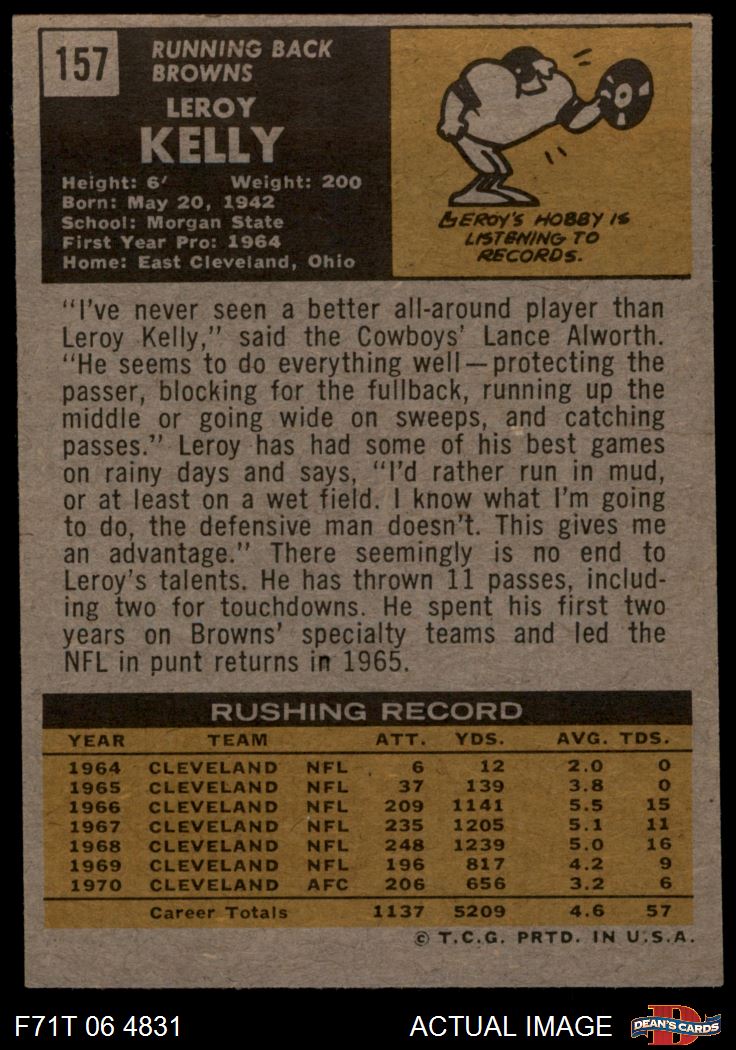 157
RUNNING BACK
BROWNS
LEROY
KELLY
Height: 6' Weight: 200
Born: May 20, 1942
School: Morgan State
First Year Pro: 1964
Home: East Cleveland, Ohio
LEROY'S HOBBY IS
LISTENING TO
RECORDS.
"I've never seen a better all-around player than
Leroy Kelly," said the Cowboys' Lance Alworth.
"He seems to do everything well—protecting the
passer, blocking for the fullback, running up the
middle or going wide on sweeps, and catching
passes." Leroy has had some of his best games
on rainy days and says, "I'd rather run in mud,
or at least on a wet field. I know what I'm going
to do, the defensive man doesn't. This gives me
an advantage." There seemingly is no end to
Leroy's talents. He has thrown 11 passes, includ-
ing two for touchdowns. He spent his first two
years on Browns' specialty teams and led the
NFL in punt returns in 1965.
RUSHING RECORD
YEAR TEAM ATT. YDS. AVG. TDS.
1964 CLEVELAND NFL 6 12 2.0 0
1965 CLEVELAND NFL 37 139 3.8 0
1966 CLEVELAND NFL 209 1141 5.5 15
1967 CLEVELAND NFL 235 1205 5.1 11
1968 CLEVELAND NFL 248 1239 5.0 16
1969 CLEVELAND NFL 196 817 4.2 9
1970 CLEVELAND AFC 206 656 3.2 6
Career Totals 1137 5209 4.6 57
© T.C.G. PRTD. IN U.S.A.
F71T 06 4831 ACTUAL IMAGE D DEAN'S CARDS